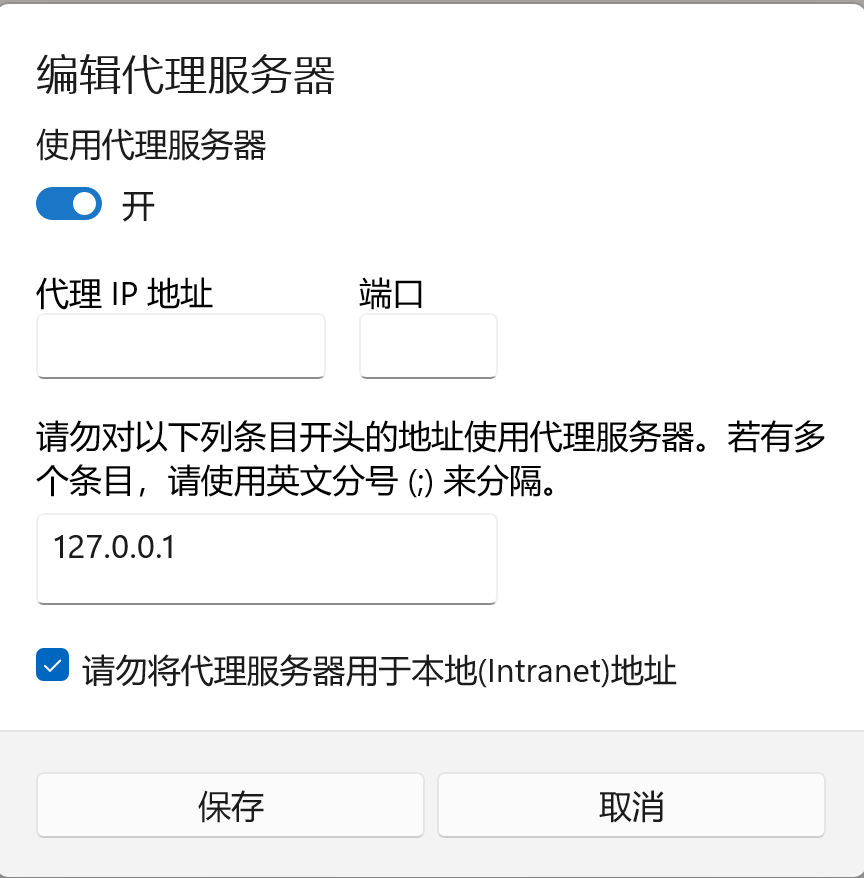 编辑代理服务器
使用代理服务器
开
代理 IP 地址
端口
请勿对以下列条目开头的地址使用代理服务器。若有多
个条目，请使用英文分号 (;) 来分隔。
127.0.0.1
请勿将代理服务器用于本地(Intranet)地址
保存
取消